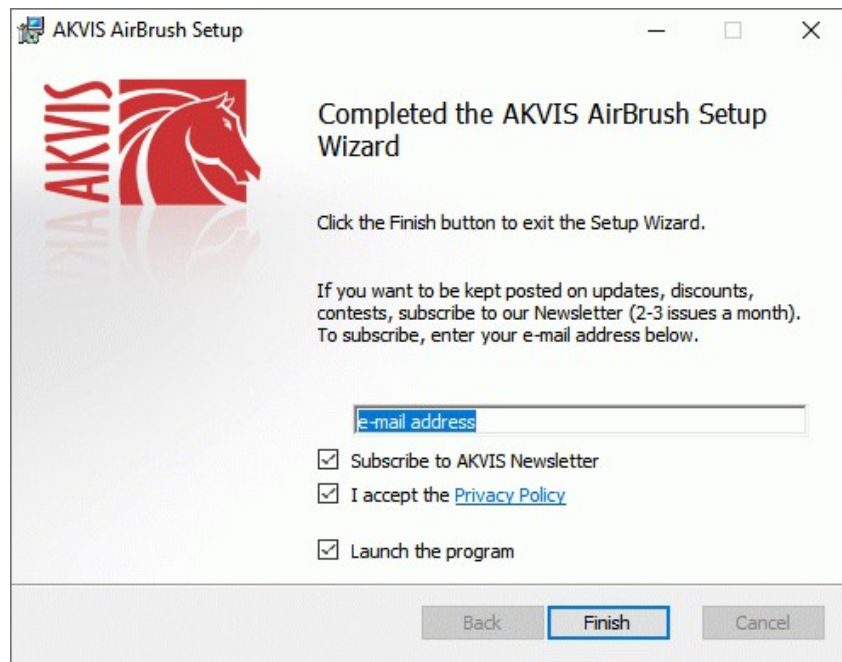 AKVIS AirBrush Setup
AKVIS
Completed the AKVIS AirBrush Setup
Wizard
Click the Finish button to exit the Setup Wizard.
If you want to be kept posted on updates, discounts,
contests, subscribe to our Newsletter (2-3 issues a month).
To subscribe, enter your e-mail address below.
e-mail address
Subscribe to AKVIS Newsletter
I accept the Privacy Policy
Launch the program
Back
Finish
Cancel